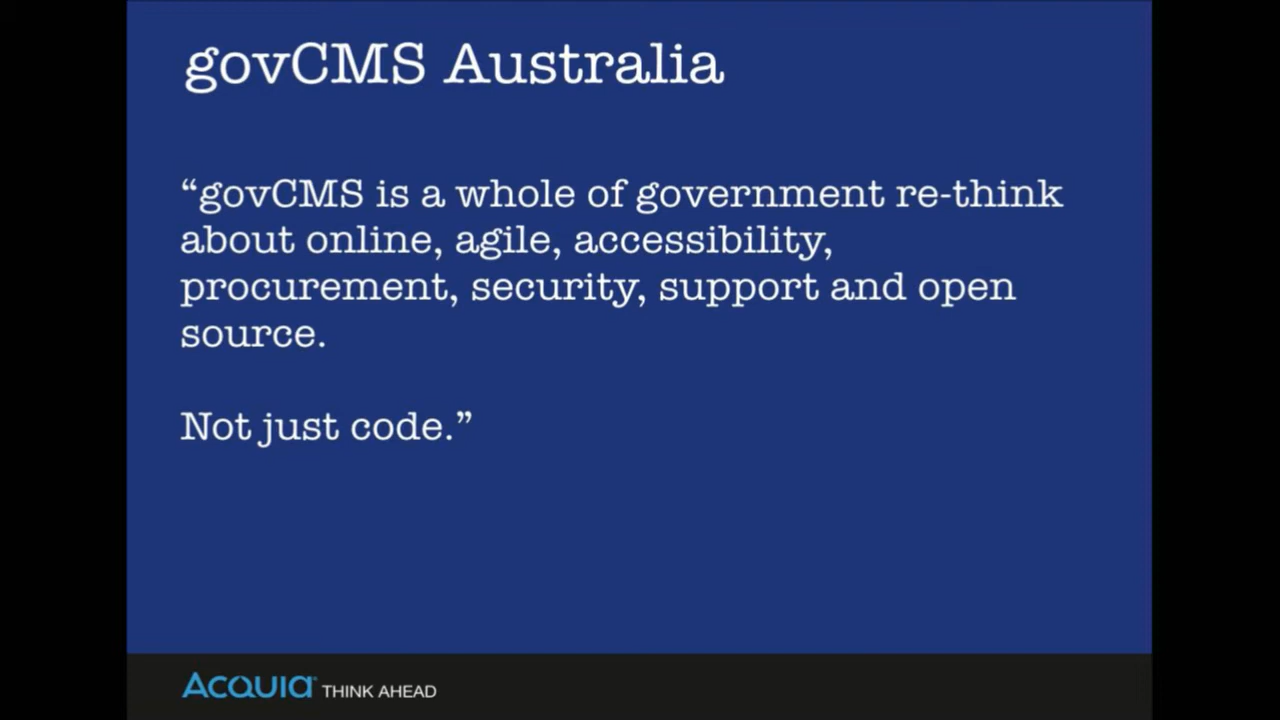 govCMS Australia
“govCMS is a whole of government re-think
about online, agile, accessibility,
procurement, security, support and open
source.
Not just code.”
Acquia® THINK AHEAD